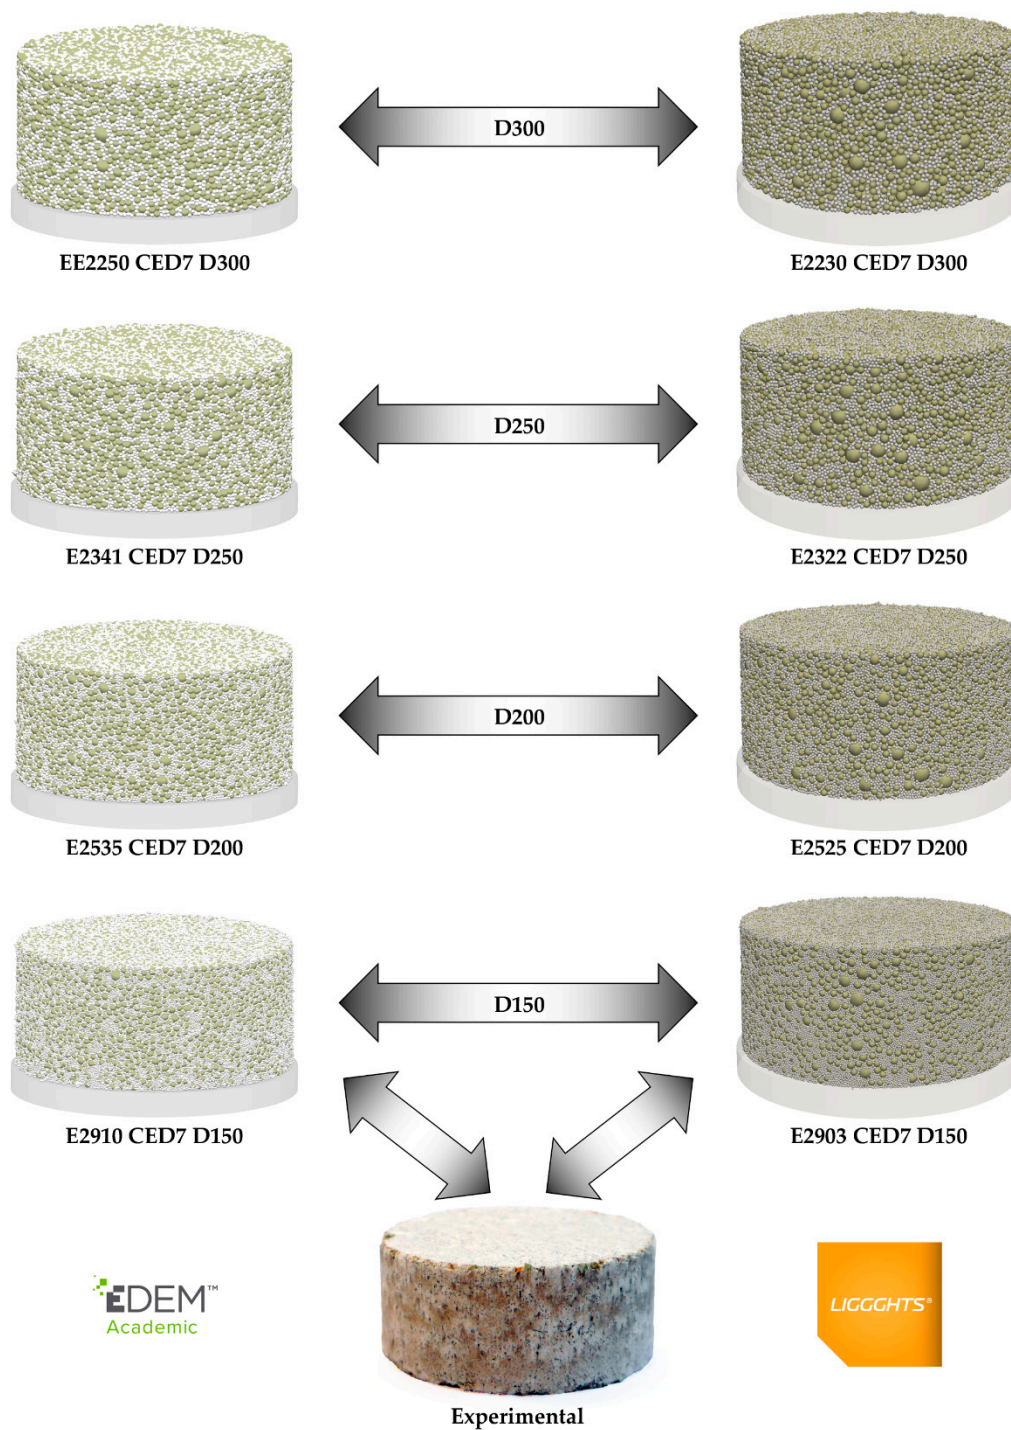 D300
EE2250 CED7 D300
E2230 CED7 D300
D250
E2341 CED7 D250
E2322 CED7 D250
D200
E2535 CED7 D200
E2525 CED7 D200
D150
E2910 CED7 D150
E2903 CED7 D150
EDEM™
Academic
LIGGGHTS®
Experimental